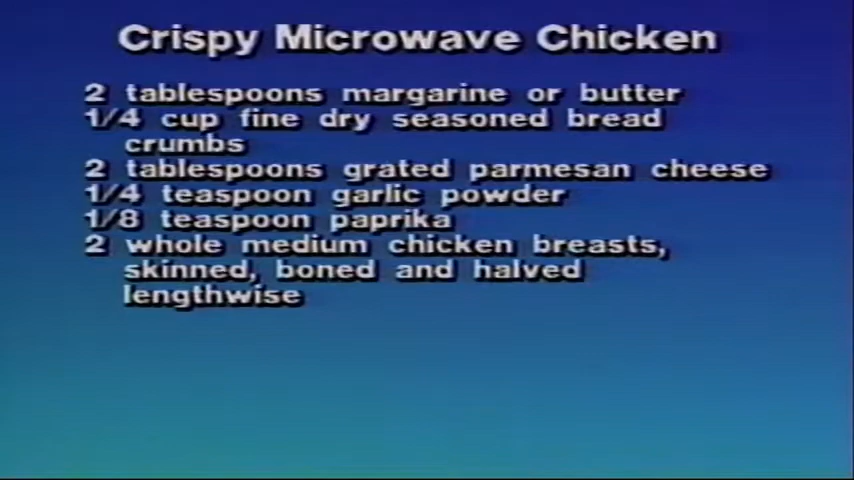 Crispy Microwave Chicken
2 tablespoons margarine or butter
1/4 cup fine dry seasoned bread
crumbs
2 tablespoons grated parmesan cheese
1/4 teaspoon garlic powder
1/8 teaspoon paprika
2 whole medium chicken breasts,
skinned, boned and halved
lengthwise